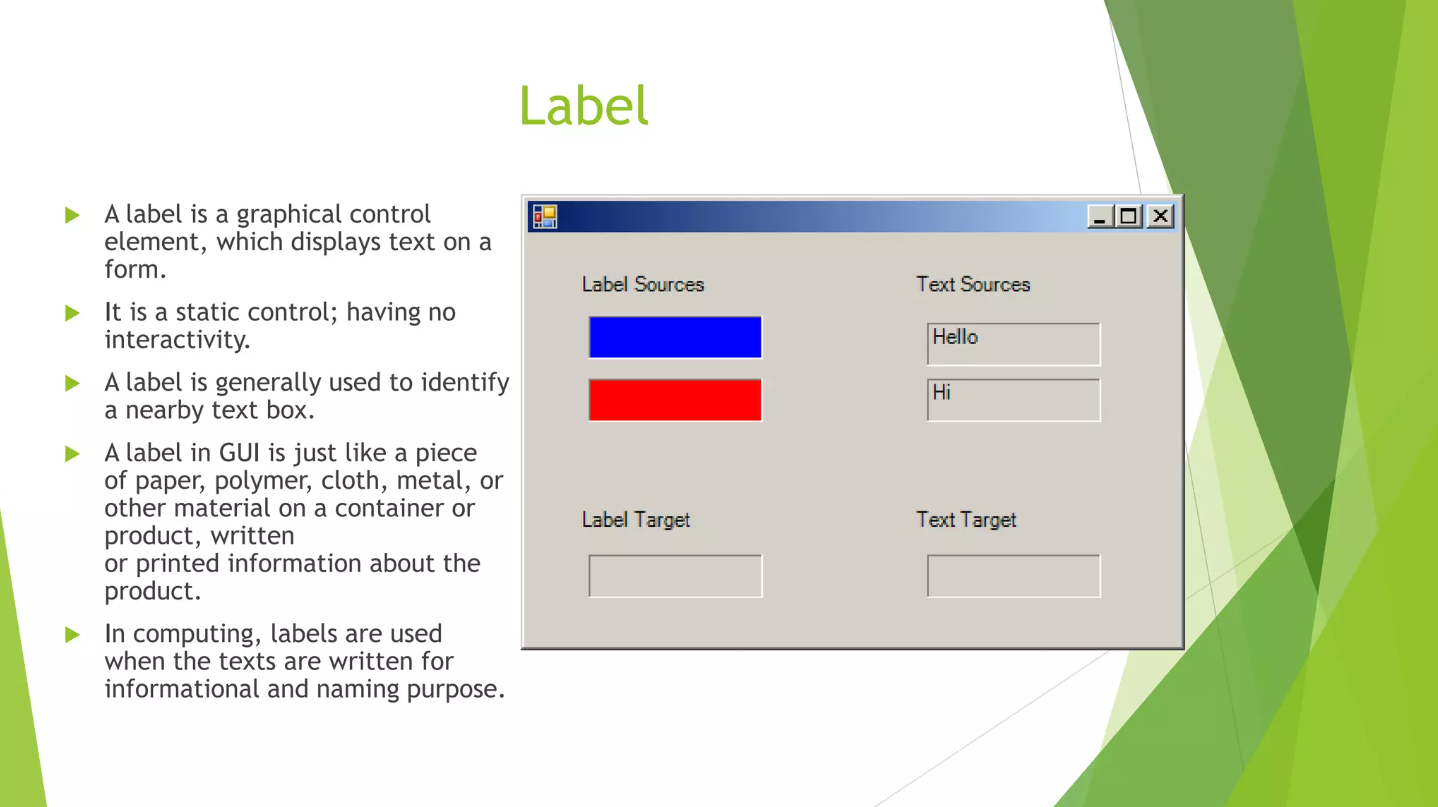 Label
A label is a graphical control
element, which displays text on a
form.
It is a static control; having no
interactivity.
A label is generally used to identify
a nearby text box.
A label in GUI is just like a piece
of paper, polymer, cloth, metal, or
other material on a container or
product, written
or printed information about the
product.
In computing, labels are used
when the texts are written for
informational and naming purpose.
Label Sources
Text Sources
Hello
Hi
Label Target
Text Target